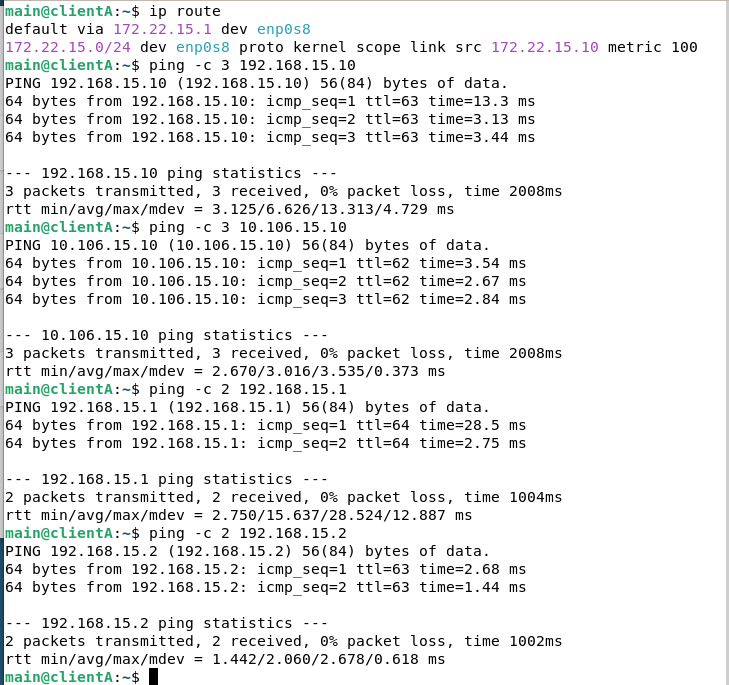 main@clientA:~$ ip route
default via 172.22.15.1 dev enp0s8
172.22.15.0/24 dev enp0s8 proto kernel scope link src 172.22.15.10 metric 100
main@clientA:~$ ping -c 3 192.168.15.10
PING 192.168.15.10 (192.168.15.10) 56(84) bytes of data.
64 bytes from 192.168.15.10: icmp_seq=1 ttl=63 time=13.3 ms
64 bytes from 192.168.15.10: icmp_seq=2 ttl=63 time=3.13 ms
64 bytes from 192.168.15.10: icmp_seq=3 ttl=63 time=3.44 ms

--- 192.168.15.10 ping statistics ---
3 packets transmitted, 3 received, 0% packet loss, time 2008ms
rtt min/avg/max/mdev = 3.125/6.626/13.313/4.729 ms
main@clientA:~$ ping -c 3 10.106.15.10
PING 10.106.15.10 (10.106.15.10) 56(84) bytes of data.
64 bytes from 10.106.15.10: icmp_seq=1 ttl=62 time=3.54 ms
64 bytes from 10.106.15.10: icmp_seq=2 ttl=62 time=2.67 ms
64 bytes from 10.106.15.10: icmp_seq=3 ttl=62 time=2.84 ms

--- 10.106.15.10 ping statistics ---
3 packets transmitted, 3 received, 0% packet loss, time 2008ms
rtt min/avg/max/mdev = 2.670/3.016/3.535/0.373 ms
main@clientA:~$ ping -c 2 192.168.15.1
PING 192.168.15.1 (192.168.15.1) 56(84) bytes of data.
64 bytes from 192.168.15.1: icmp_seq=1 ttl=64 time=28.5 ms
64 bytes from 192.168.15.1: icmp_seq=2 ttl=64 time=2.75 ms

--- 192.168.15.1 ping statistics ---
2 packets transmitted, 2 received, 0% packet loss, time 1004ms
rtt min/avg/max/mdev = 2.750/15.637/28.524/12.887 ms
main@clientA:~$ ping -c 2 192.168.15.2
PING 192.168.15.2 (192.168.15.2) 56(84) bytes of data.
64 bytes from 192.168.15.2: icmp_seq=1 ttl=63 time=2.68 ms
64 bytes from 192.168.15.2: icmp_seq=2 ttl=63 time=1.44 ms

--- 192.168.15.2 ping statistics ---
2 packets transmitted, 2 received, 0% packet loss, time 1002ms
rtt min/avg/max/mdev = 1.442/2.060/2.678/0.618 ms
main@clientA:~$